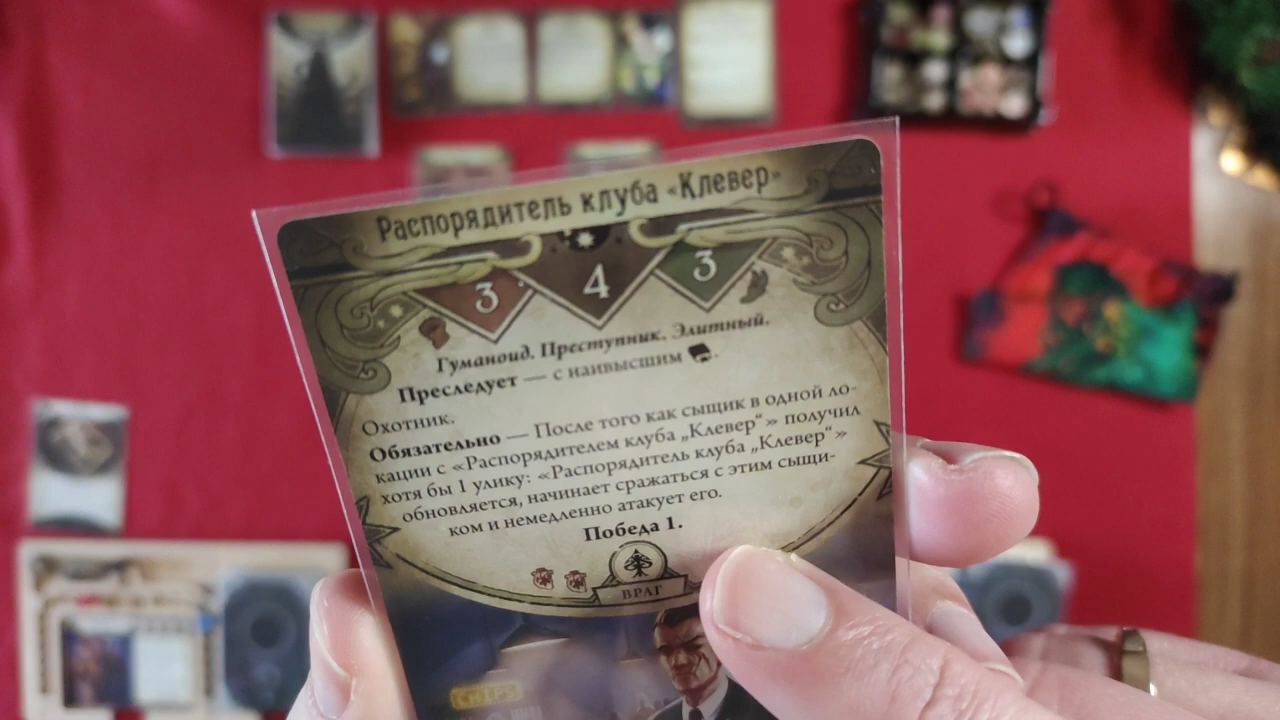 Распорядитель клуба «Клевер»
3 4 3
Гуманоид. Преступник. Элитный.
Преследует — с наивысшим .
Охотник.
Обязательно — После того как сыщик в одной ло-
кации с «Распорядителем клуба „Клевер“» получил
хотя бы 1 улику: «Распорядитель клуба „Клевер“»
обновляется, начинает сражаться с этим сыщи-
ком и немедленно атакует его.
Победа 1.
ВРАГ